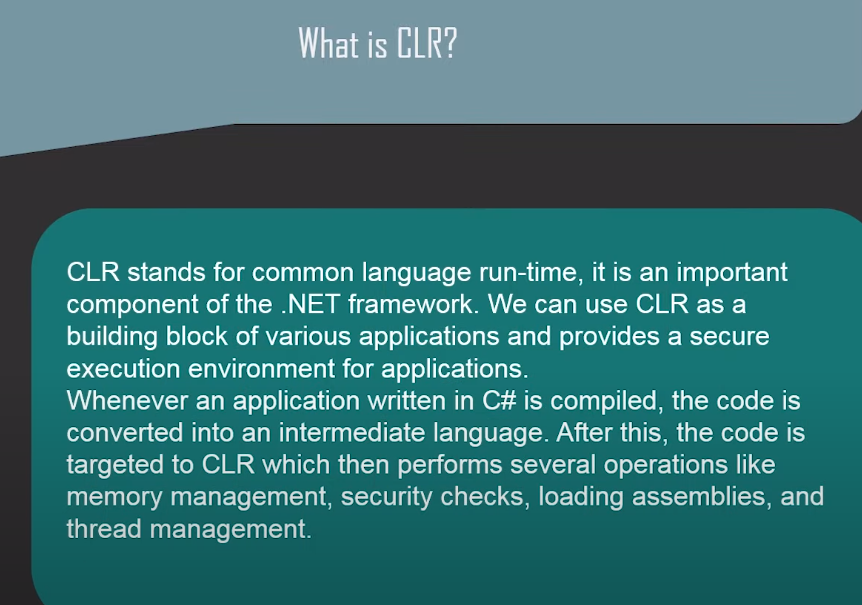 What is CLR?
CLR stands for common language run-time, it is an important
component of the .NET framework. We can use CLR as a
building block of various applications and provides a secure
execution environment for applications.
Whenever an application written in C# is compiled, the code is
converted into an intermediate language. After this, the code is
targeted to CLR which then performs several operations like
memory management, security checks, loading assemblies, and
thread management.